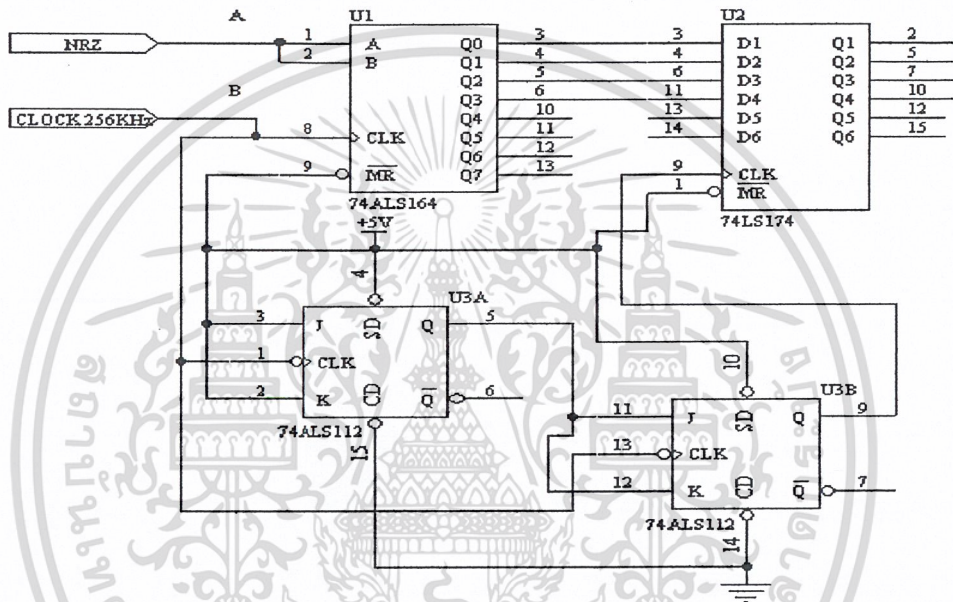 A
NRZ
B
CLOCK 256KHz
U1
1 A Q0 3
2 B Q1 4
Q2 5
Q3 6
Q4 10
8 CLK Q5 11
Q6 12
9 MR Q7 13
74ALS164
U2
3 D1 Q1 2
4 D2 Q2 5
6 D3 Q3 7
11 D4 Q4 10
13 D5 Q5 12
14 D6 Q6 15
9 CLK
1 MR
74LS174
+5V
4
U3A
3 J SD Q 5
1 CLK
2 K CD Q 6
74ALS112
15
10
U3B
11 J SD Q 9
13 CLK
12 K CD Q 7
74ALS112
14